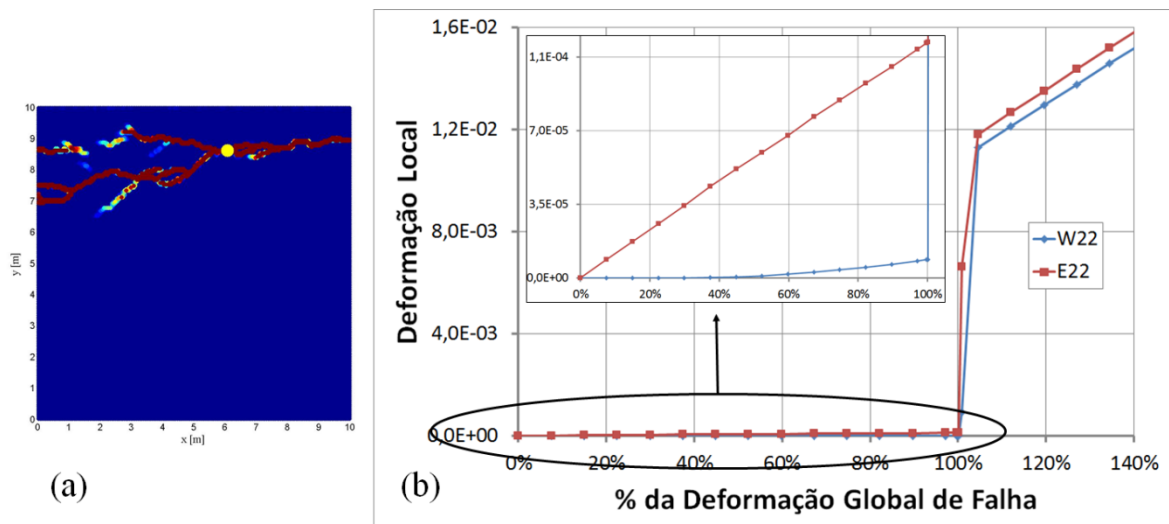 10
9
8
7
6
5
4
3
2
1
0
y [m]
0 1 2 3 4 5 6 7 8 9 10
x [m]
(a)
1,6E-02
1,2E-02
8,0E-03
4,0E-03
0,0E+00
Deformação Local
1,1E-04
7,0E-05
3,5E-05
0,0E+00
0% 20% 40% 60% 80% 100%
W22
E22
0% 20% 40% 60% 80% 100% 120% 140%
% da Deformação Global de Falha
(b)